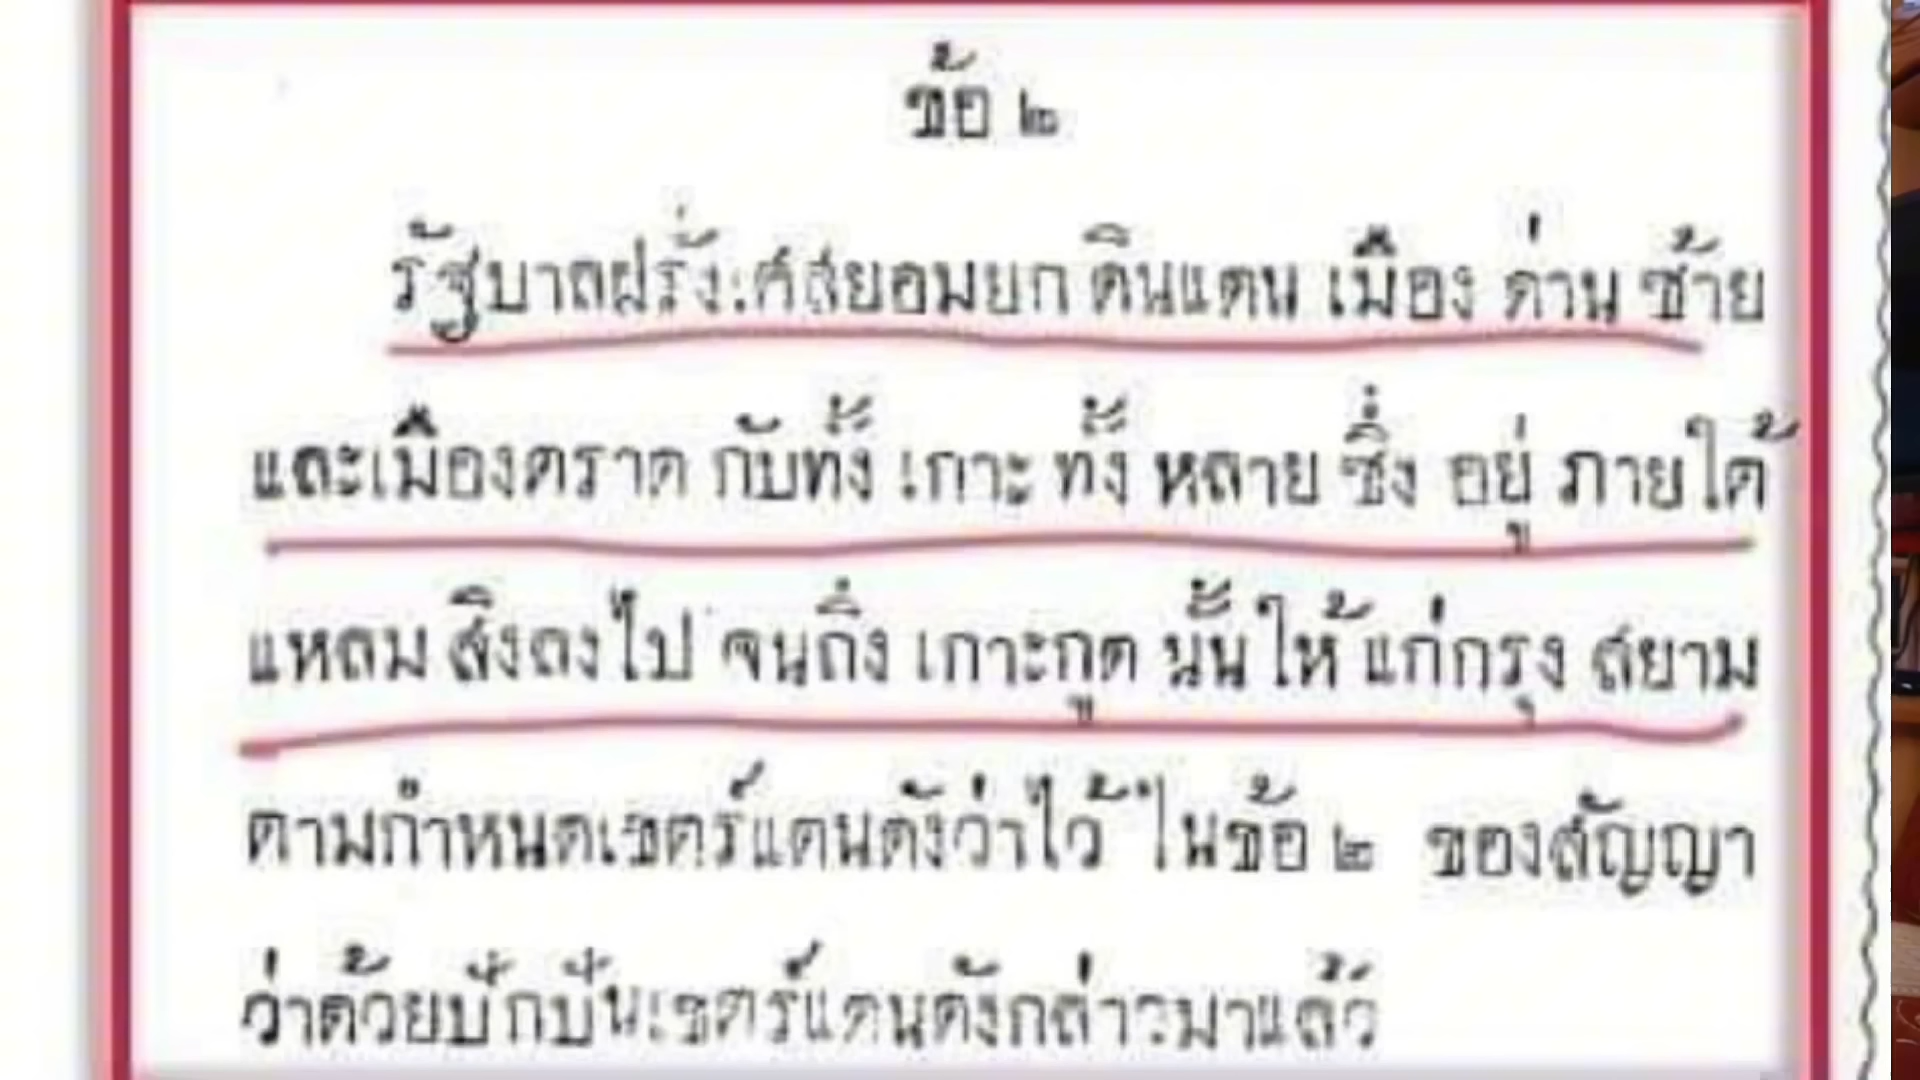 ข้อ ๒
รัฐบาลฝรั่งเศสยอมยก ดินแดน เมือง ด่าน ซ้าย
และเมืองตราด กับทั้ง เกาะ ทั้ง หลาย ซึ่ง อยู่ ภายใต้
แหลม สิงลงไป จนถึง เกาะกูด นั้น ให้ แก่กรุง สยาม
ตามกำหนดเขตร์แดนดังว่าไว้ ในข้อ ๒ ของสัญญา
ว่าด้วยปักปันเขตร์แดนดังกล่าวมาแล้ว